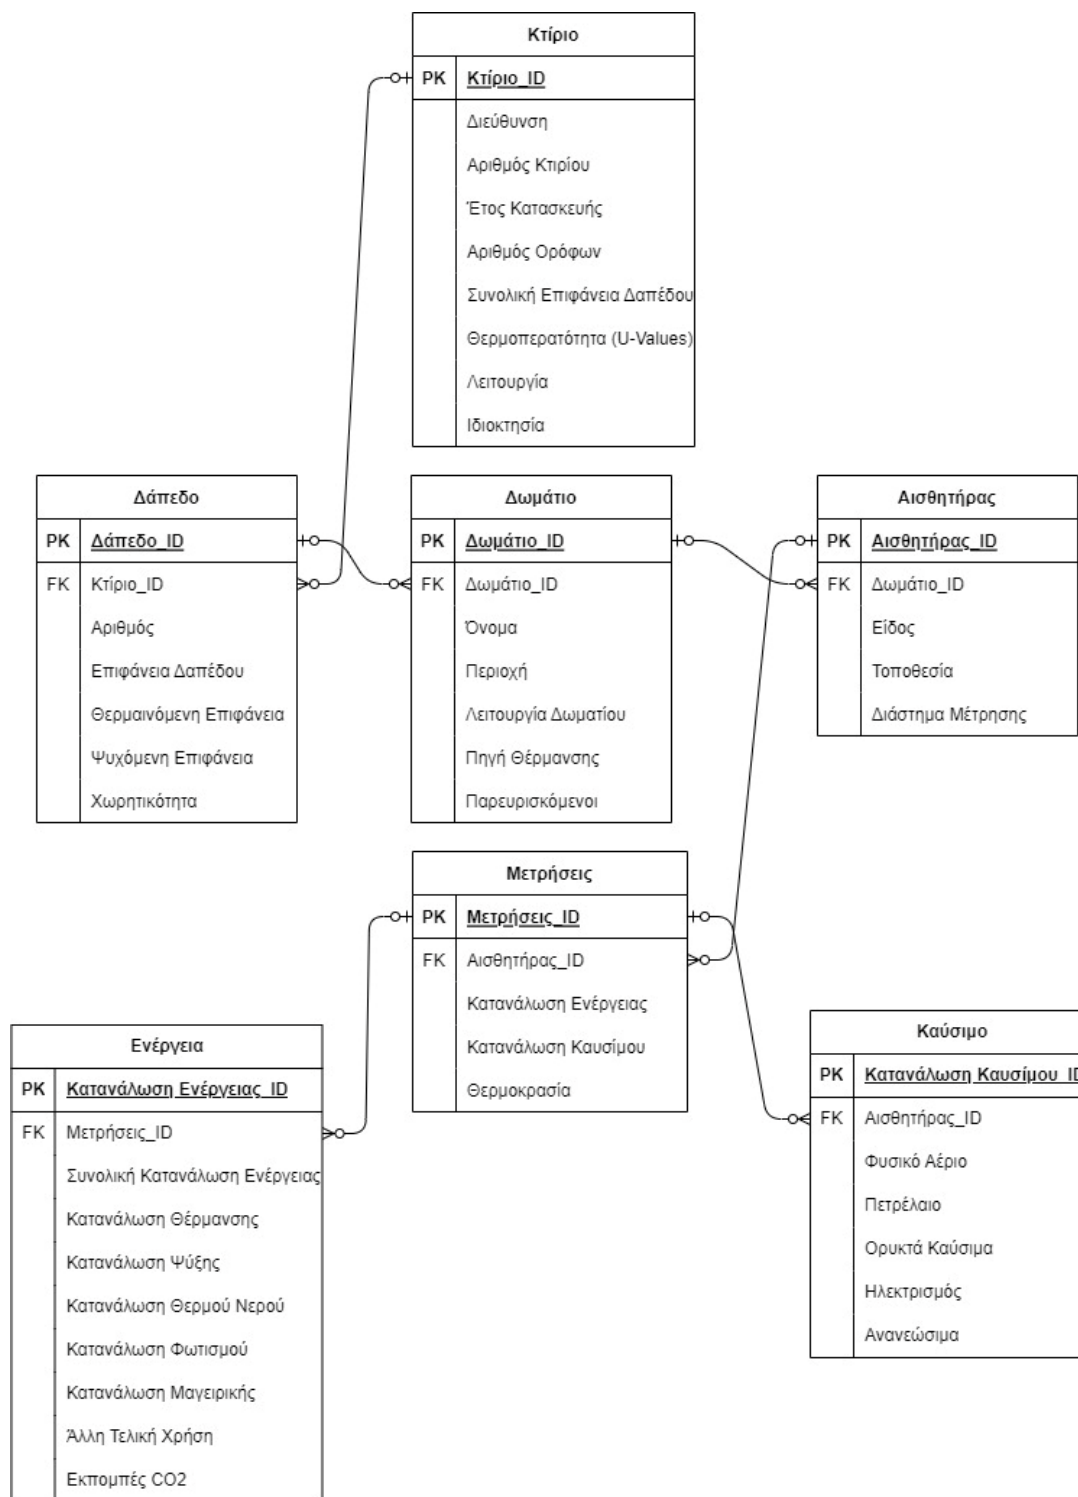 Κτίριο
PK Κτίριο_ID
Διεύθυνση
Αριθμός Κτιρίου
Έτος Κατασκευής
Αριθμός Ορόφων
Συνολική Επιφάνεια Δαπέδου
Θερμοπερατότητα (U-Values)
Λειτουργία
Ιδιοκτησία
Δάπεδο
PK Δάπεδο_ID
FK Κτίριο_ID
Αριθμός
Επιφάνεια Δαπέδου
Θερμαινόμενη Επιφάνεια
Ψυχόμενη Επιφάνεια
Χωρητικότητα
Δωμάτιο
PK Δωμάτιο_ID
FK Δωμάτιο_ID
Όνομα
Περιοχή
Λειτουργία Δωματίου
Πηγή Θέρμανσης
Παρευρισκόμενοι
Αισθητήρας
PK Αισθητήρας_ID
FK Δωμάτιο_ID
Είδος
Τοποθεσία
Διάστημα Μέτρησης
Μετρήσεις
PK Μετρήσεις_ID
FK Αισθητήρας_ID
Κατανάλωση Ενέργειας
Κατανάλωση Καυσίμου
Θερμοκρασία
Ενέργεια
PK Κατανάλωση Ενέργειας_ID
FK Μετρήσεις_ID
Συνολική Κατανάλωση Ενέργειας
Κατανάλωση Θέρμανσης
Κατανάλωση Ψύξης
Κατανάλωση Θερμού Νερού
Κατανάλωση Φωτισμού
Κατανάλωση Μαγειρικής
Άλλη Τελική Χρήση
Εκπομπές CO2
Καύσιμο
PK Κατανάλωση Καυσίμου_ID
FK Αισθητήρας_ID
Φυσικό Αέριο
Πετρέλαιο
Ορυκτά Καύσιμα
Ηλεκτρισμός
Ανανεώσιμα